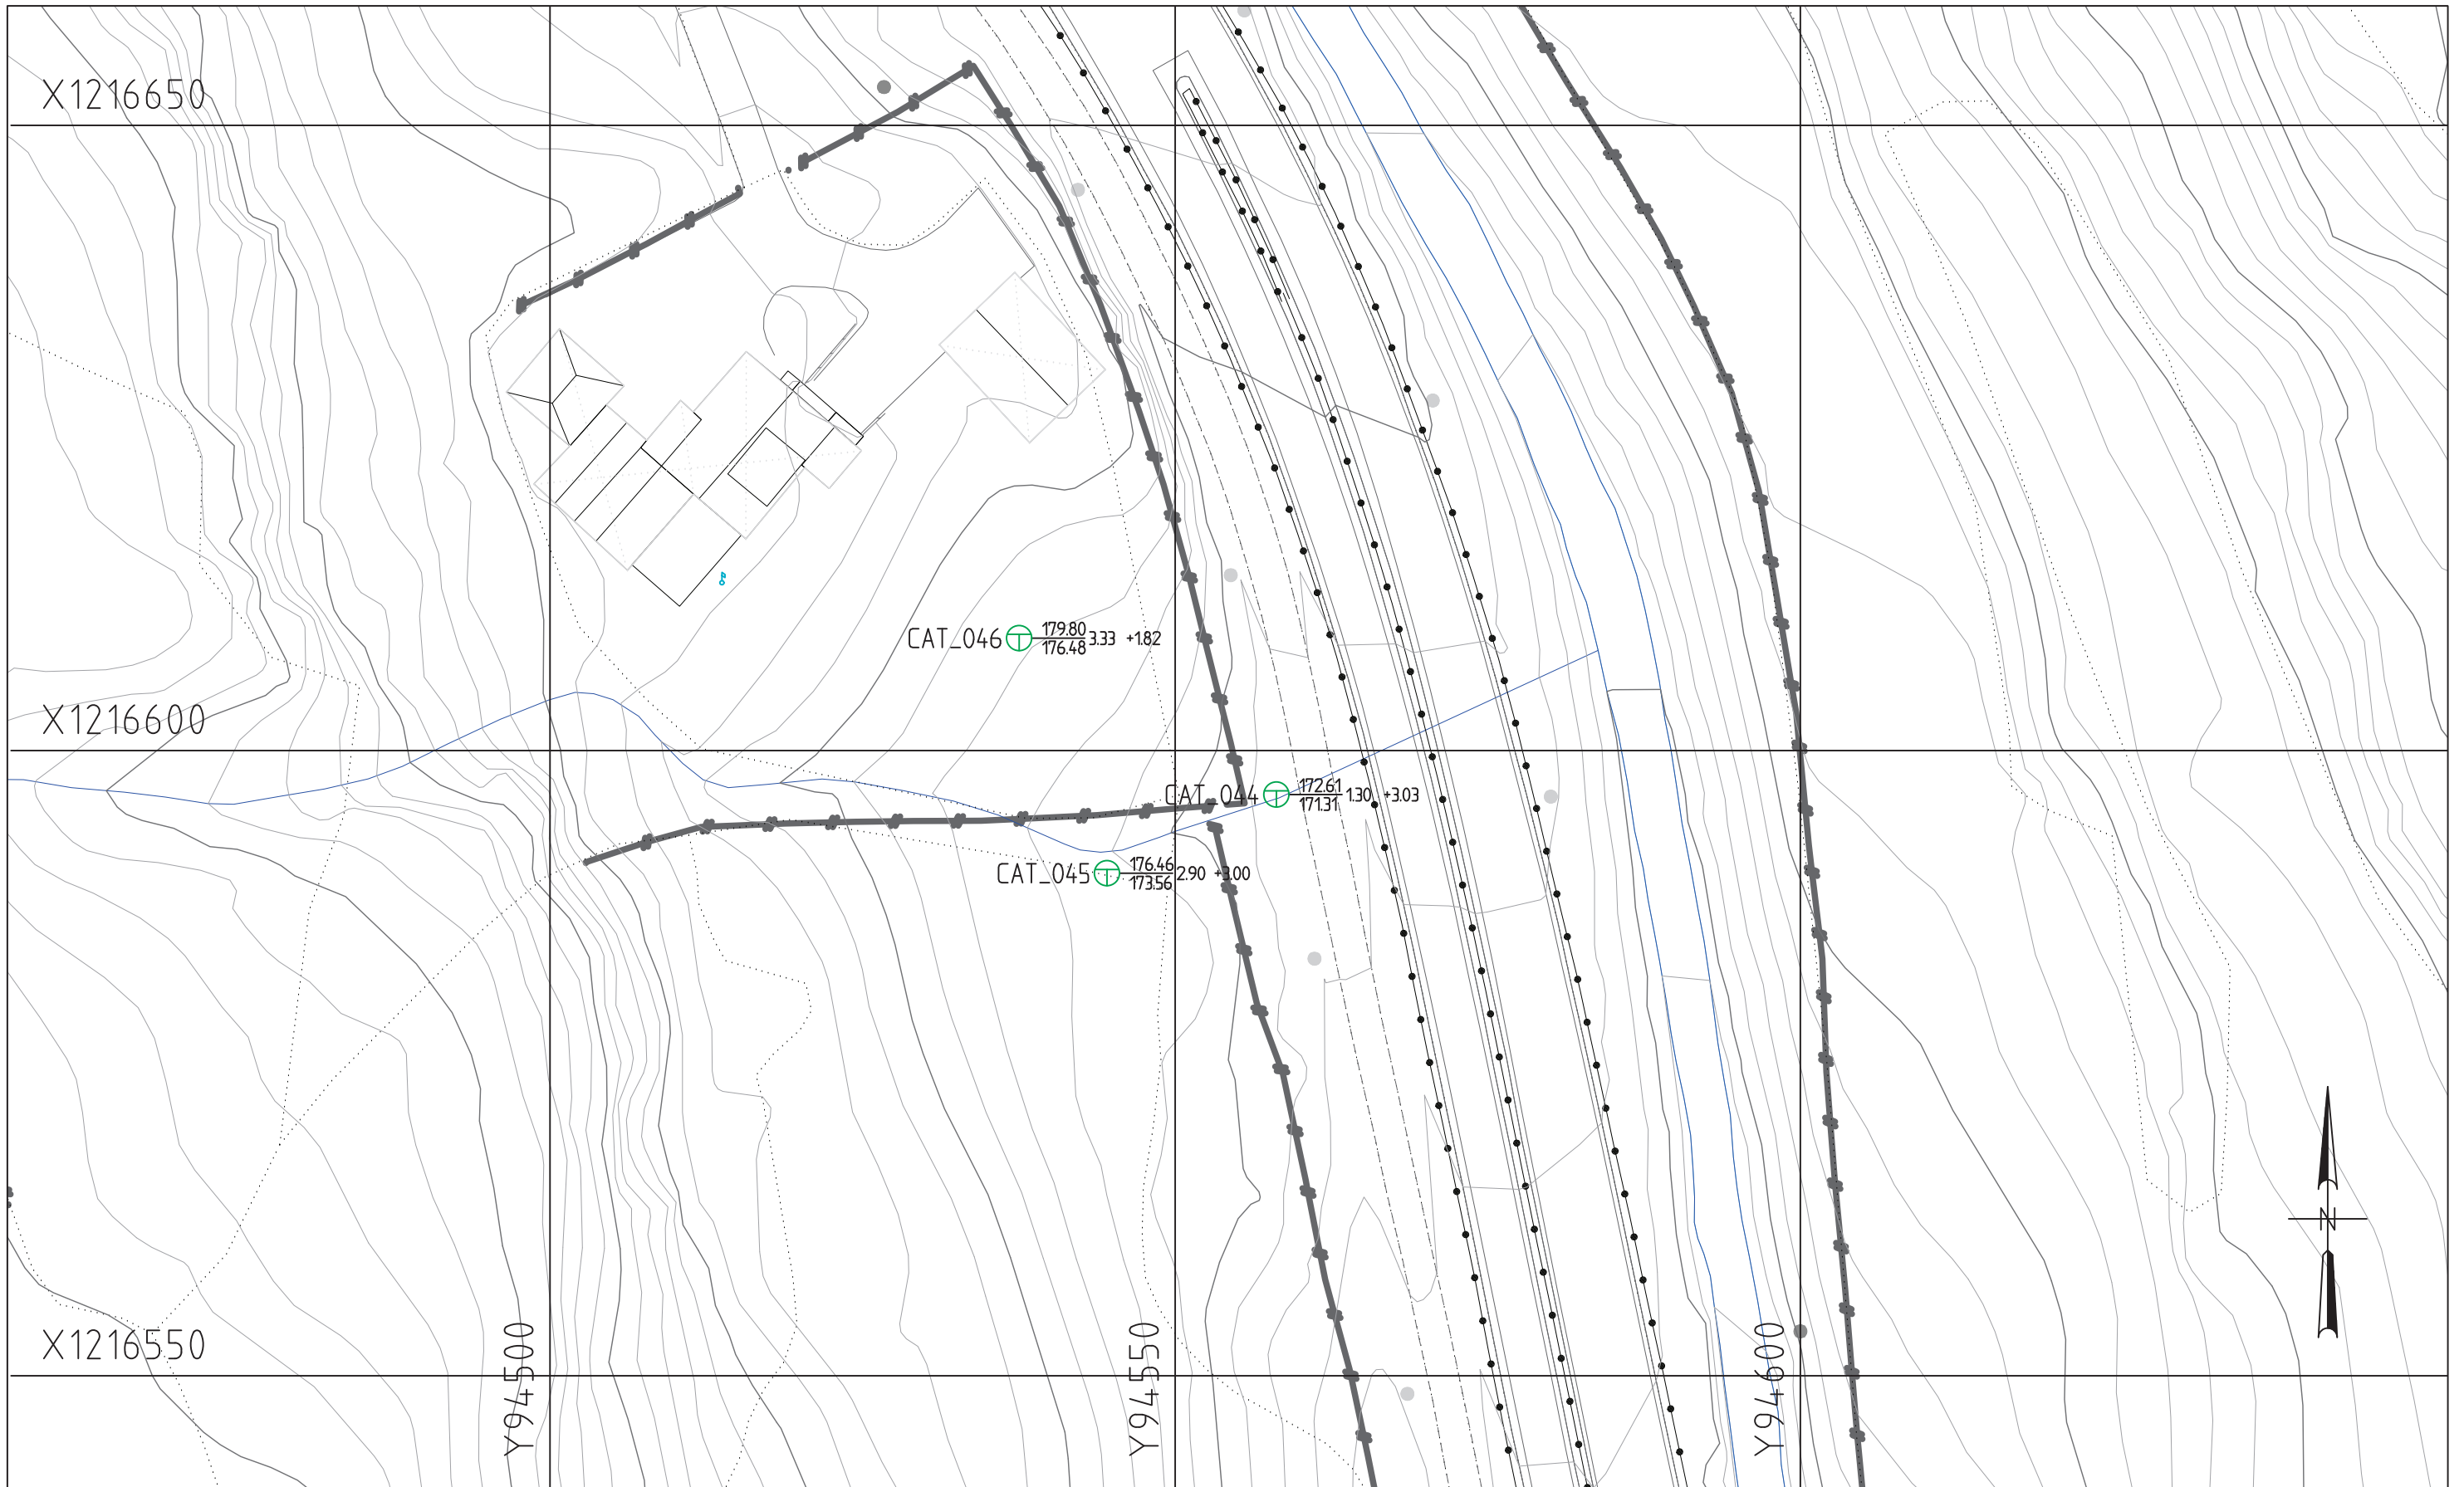 X1216650
CAT_046 179.80 3.33 +1.82
176.48
X1216600
CAT_044 172.61 1.30 +3.03
171.31
CAT_045 176.46 2.90 +3.00
173.56
N
X1216550
Y94500
Y94550
Y94600